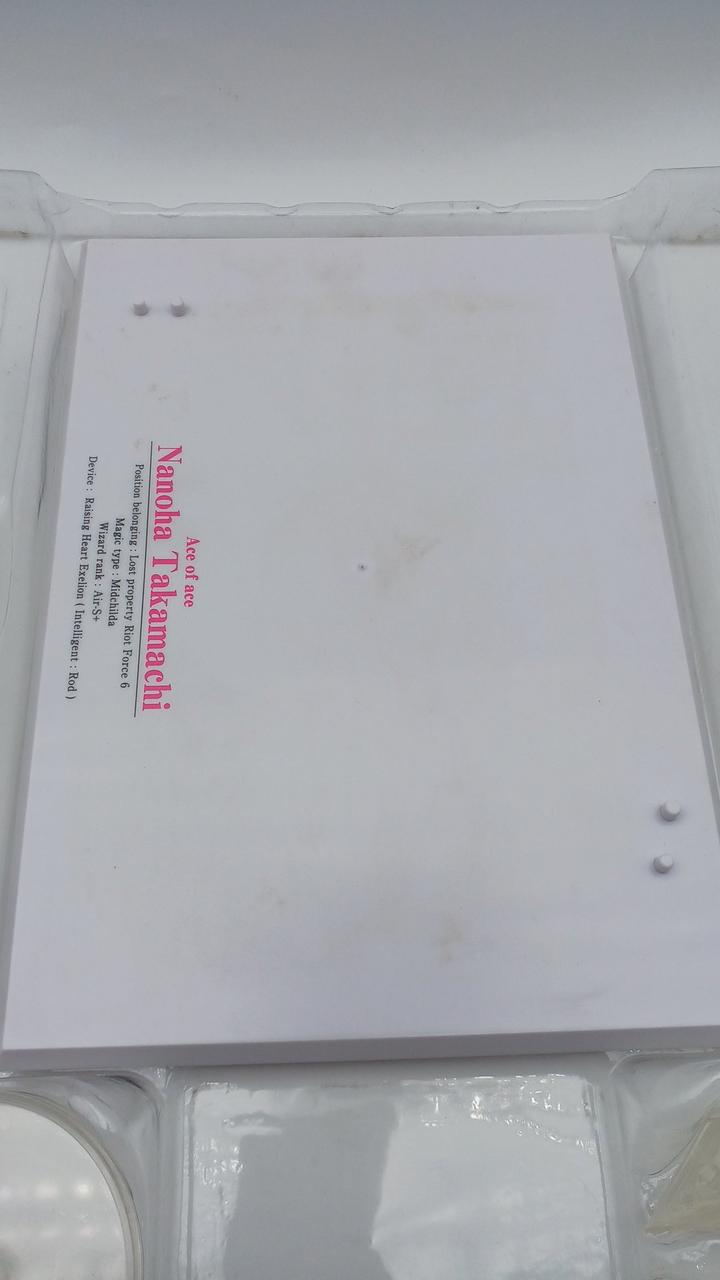 Ace of ace
Nanoha Takamachi
Position belonging : Lost property Riot Force 6
Magic type : Midchilda
Wizard rank : Air-S+
Device : Raising Heart Exelion ( Intelligent : Rod )